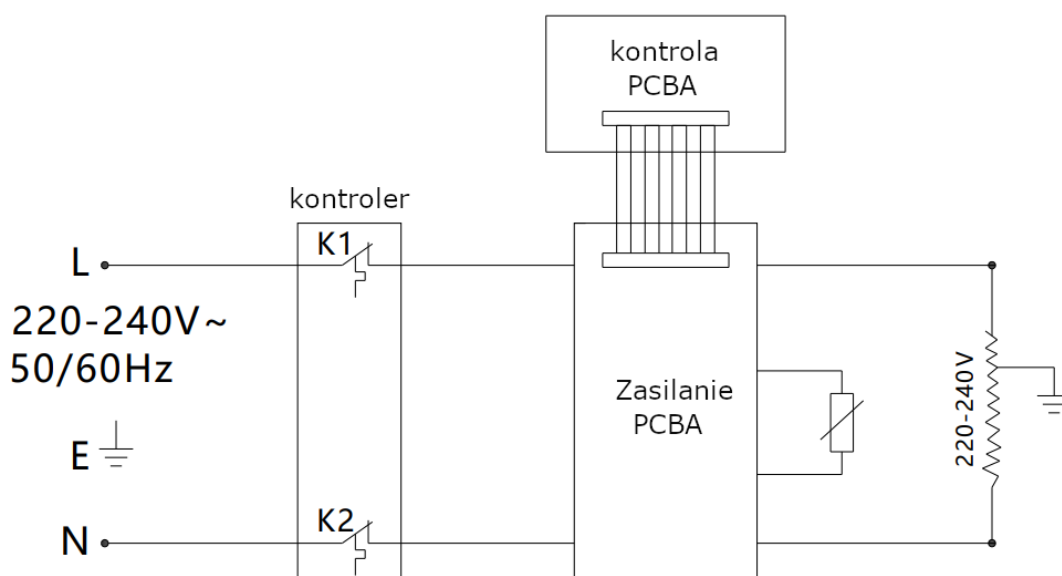 kontrola
PCBA
kontroler
K1
L
220-240V~
50/60Hz
Zasilanie
PCBA
220-240V
E
K2
N